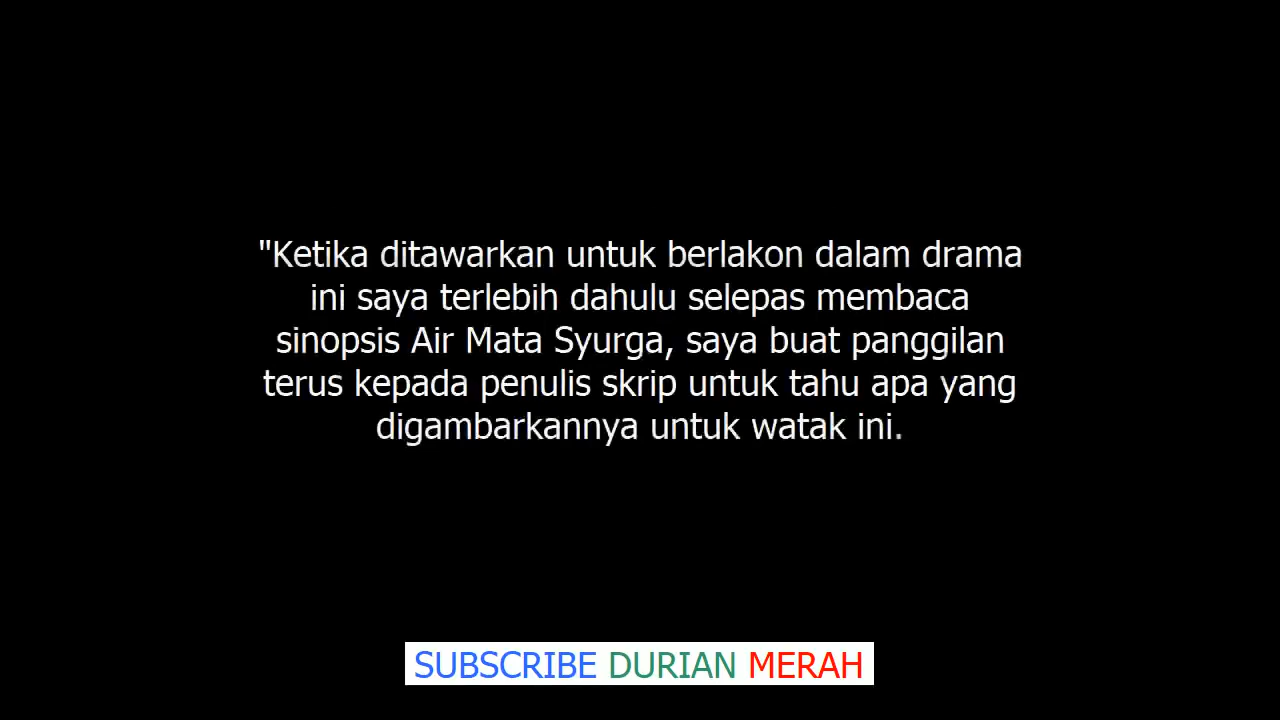 "Ketika ditawarkan untuk berlakon dalam drama
ini saya terlebih dahulu selepas membaca
sinopsis Air Mata Syurga, saya buat panggilan
terus kepada penulis skrip untuk tahu apa yang
digambarkannya untuk watak ini.
SUBSCRIBE DURIAN MERAH